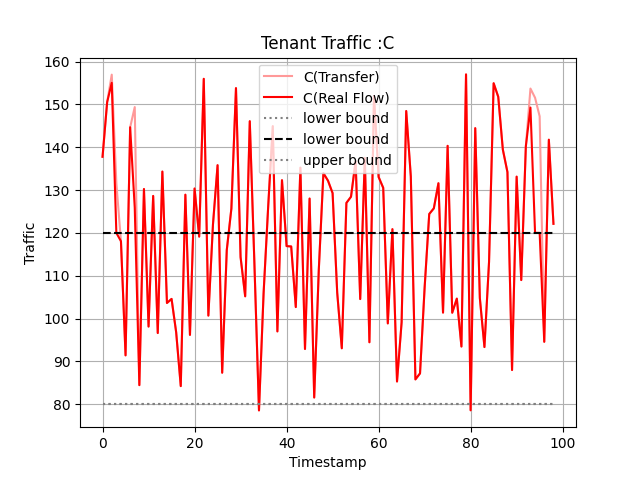 Tenant Traffic :C
C(Transfer)
C(Real Flow)
lower bound
lower bound
upper bound
160
150
140
130
120
110
100
90
80
Traffic
0 20 40 60 80 100
Timestamp